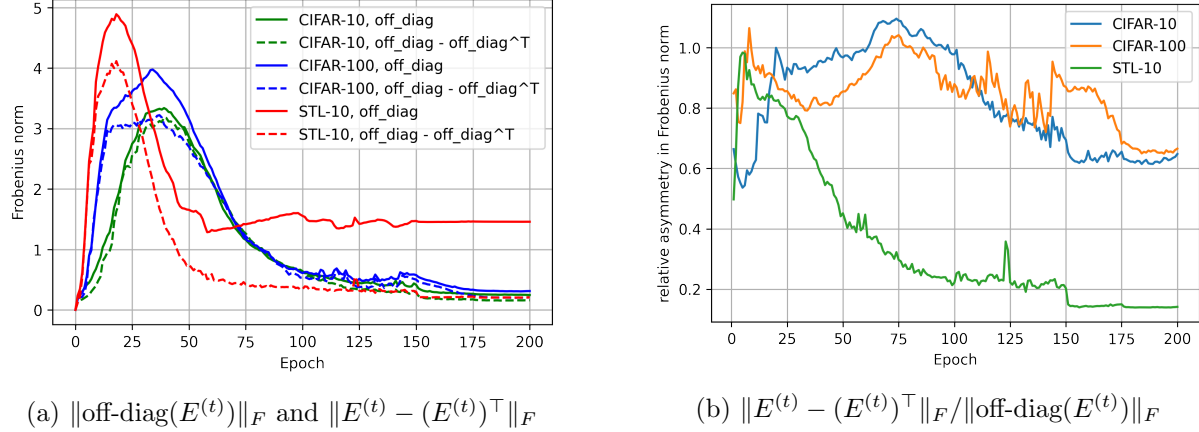 CIFAR-10, off_diag
CIFAR-10, off_diag - off_diag^T
CIFAR-100, off_diag
CIFAR-100, off_diag - off_diag^T
STL-10, off_diag
STL-10, off_diag - off_diag^T
Frobenius norm
5
4
3
2
1
0
0 25 50 75 100 125 150 175 200
Epoch
(a) ‖off-diag(E^{(t)})‖_F and ‖E^{(t)} − (E^{(t)})^⊤‖_F
CIFAR-10
CIFAR-100
STL-10
relative asymmetry in Frobenius norm
1.0
0.8
0.6
0.4
0.2
0 25 50 75 100 125 150 175 200
Epoch
(b) ‖E^{(t)} − (E^{(t)})^⊤‖_F/‖off-diag(E^{(t)})‖_F